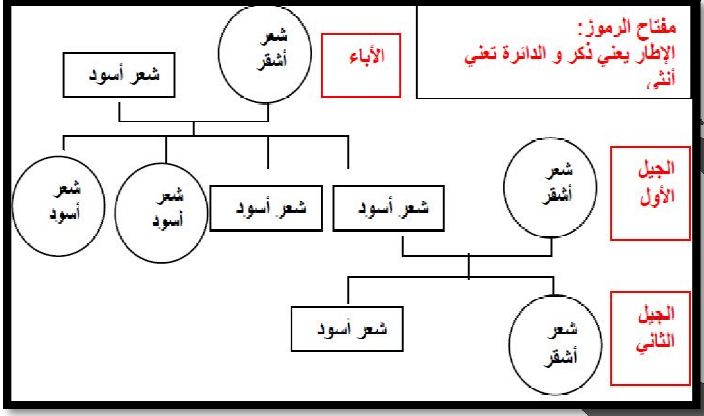 مفتاح الرموز:
الإطار يعني ذكر و الدائرة تعني
أنثى
الأباء
شعر
أشقر
شعر أسود
الجيل
الأول
شعر
أشقر
شعر أسود
شعر أسود
شعر
أسود
شعر
أسود
الجيل
الثاني
شعر
أشقر
شعر أسود